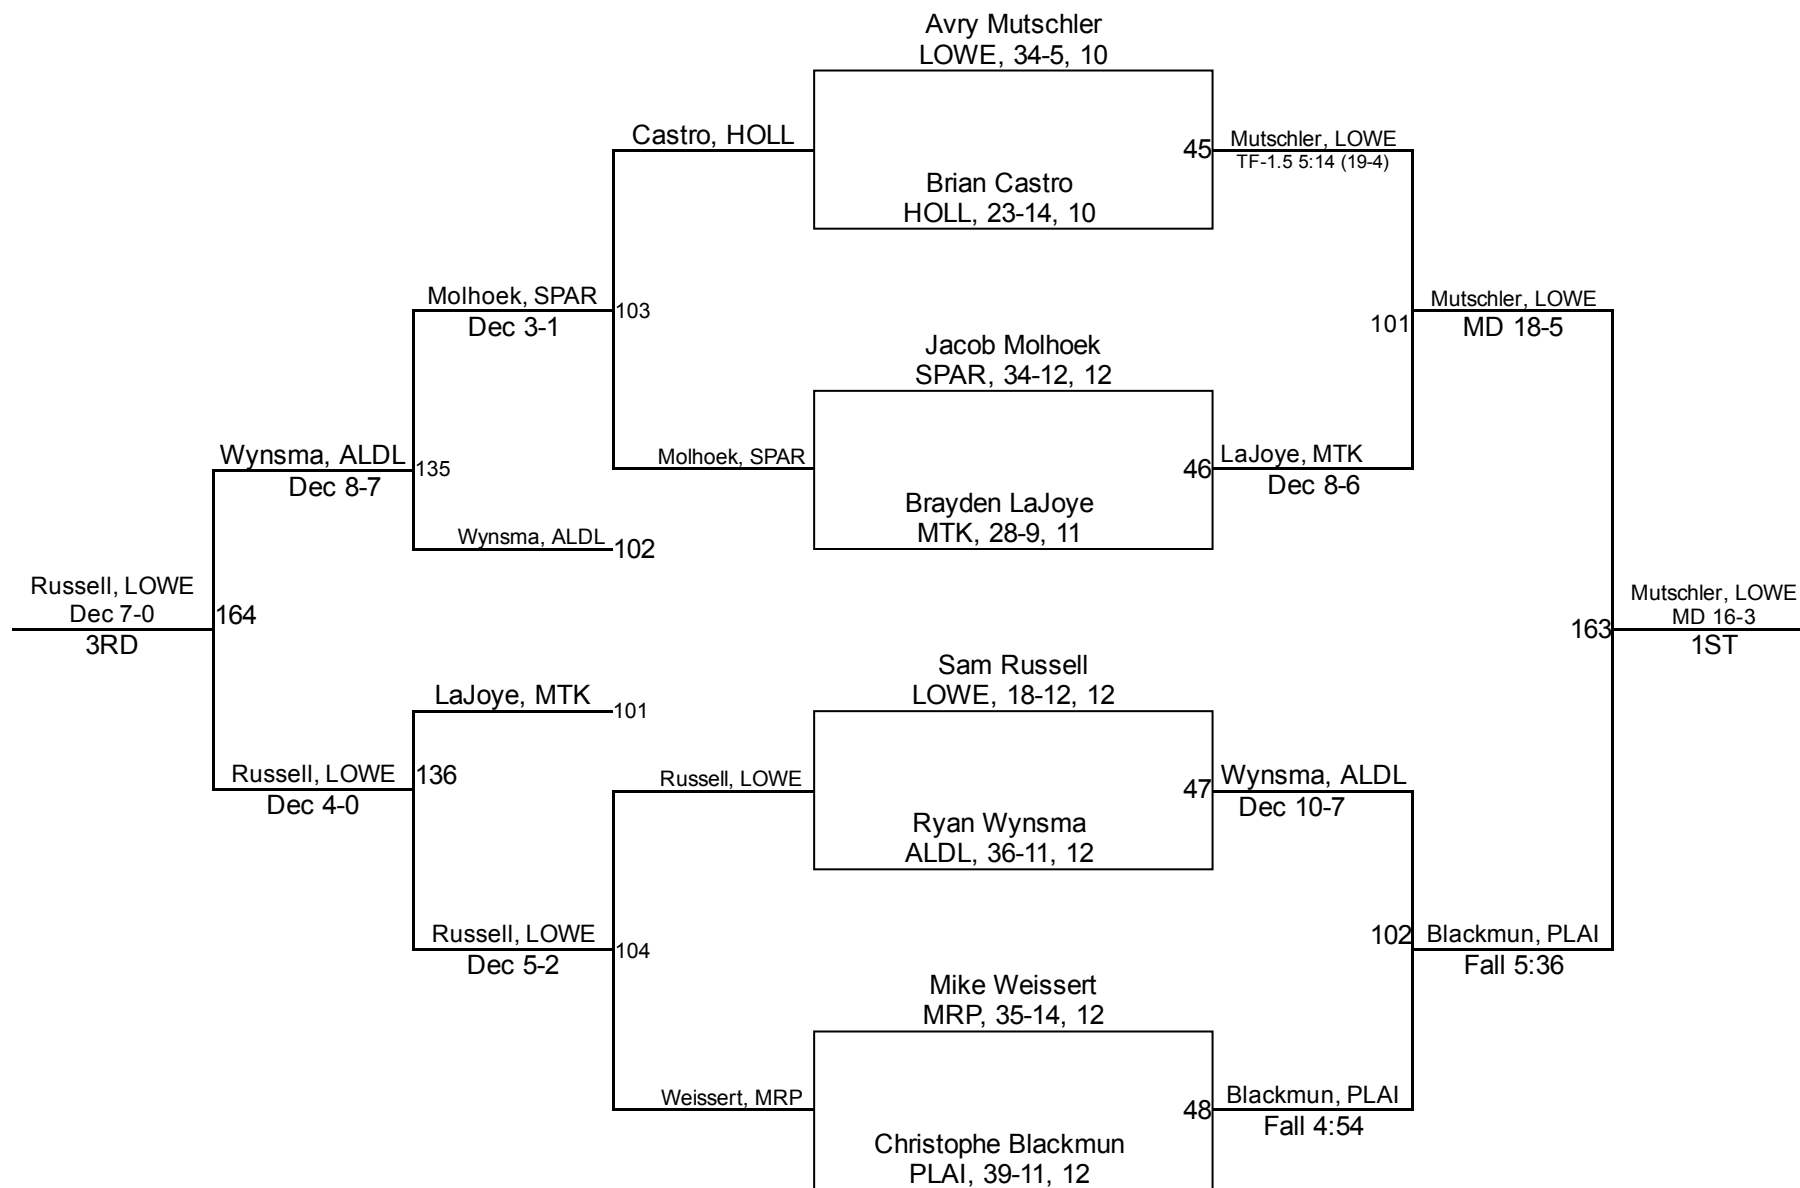 Avry Mutschler
LOWE, 34-5, 10
Castro, HOLL
45
Mutschler, LOWE
TF-1.5 5:14 (19-4)
Brian Castro
HOLL, 23-14, 10
Molhoek, SPAR
Dec 3-1
103
101
Mutschler, LOWE
MD 18-5
Jacob Molhoek
SPAR, 34-12, 12
Wynsma, ALDL
Dec 8-7
135
Molhoek, SPAR
46
LaJoye, MTK
Dec 8-6
Brayden LaJoye
MTK, 28-9, 11
Wynsma, ALDL
102
Russell, LOWE
Dec 7-0
3RD
164
163
Mutschler, LOWE
MD 16-3
1ST
Sam Russell
LOWE, 18-12, 12
LaJoye, MTK
101
Russell, LOWE
Dec 4-0
136
Russell, LOWE
47
Wynsma, ALDL
Dec 10-7
Ryan Wynsma
ALDL, 36-11, 12
Russell, LOWE
Dec 5-2
104
102
Blackmun, PLAI
Fall 5:36
Mike Weissert
MRP, 35-14, 12
Weissert, MRP
48
Blackmun, PLAI
Fall 4:54
Christophe Blackmun
PLAI, 39-11, 12